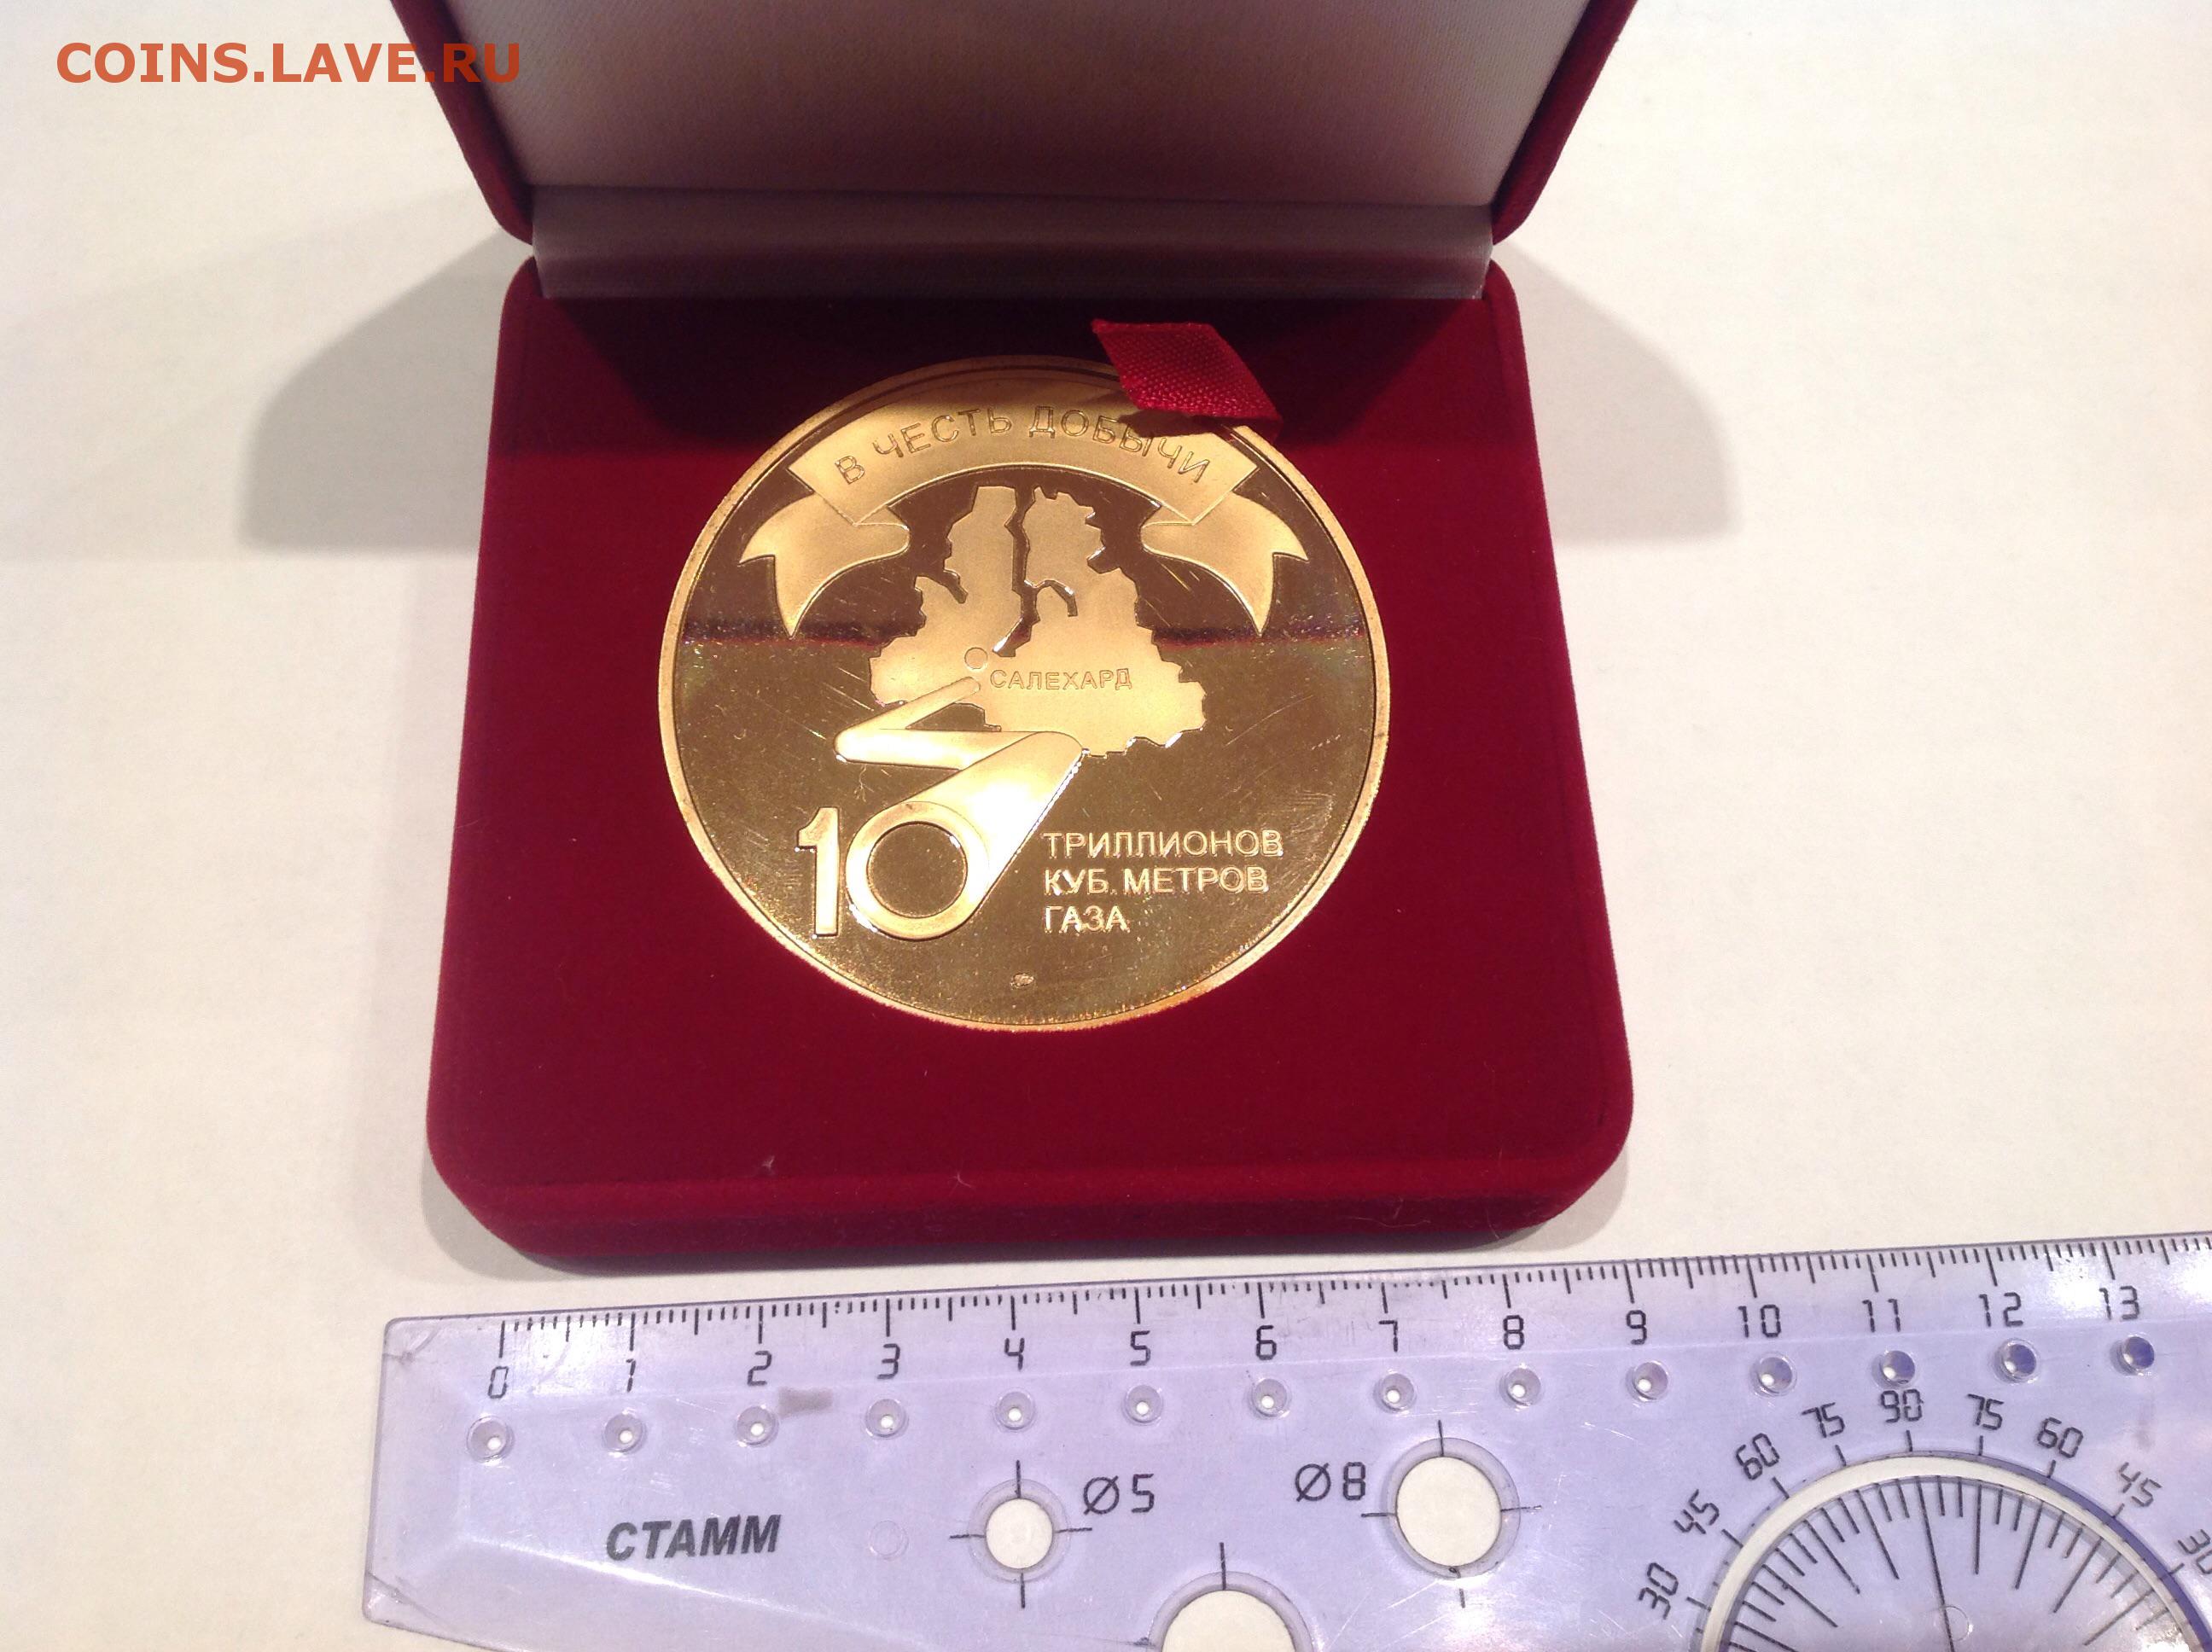 COINS.LAVE.RU
В ЧЕСТЬ ДОБЫЧИ
САЛЕХАРД
10
ТРИЛЛИОНОВ
КУБ. МЕТРОВ
ГАЗА
0 1 2 3 4 5 6 7 8 9 10 11 12 13
30 45 60 75 90 75 60 45 30
Ø5 Ø8
СТАММ